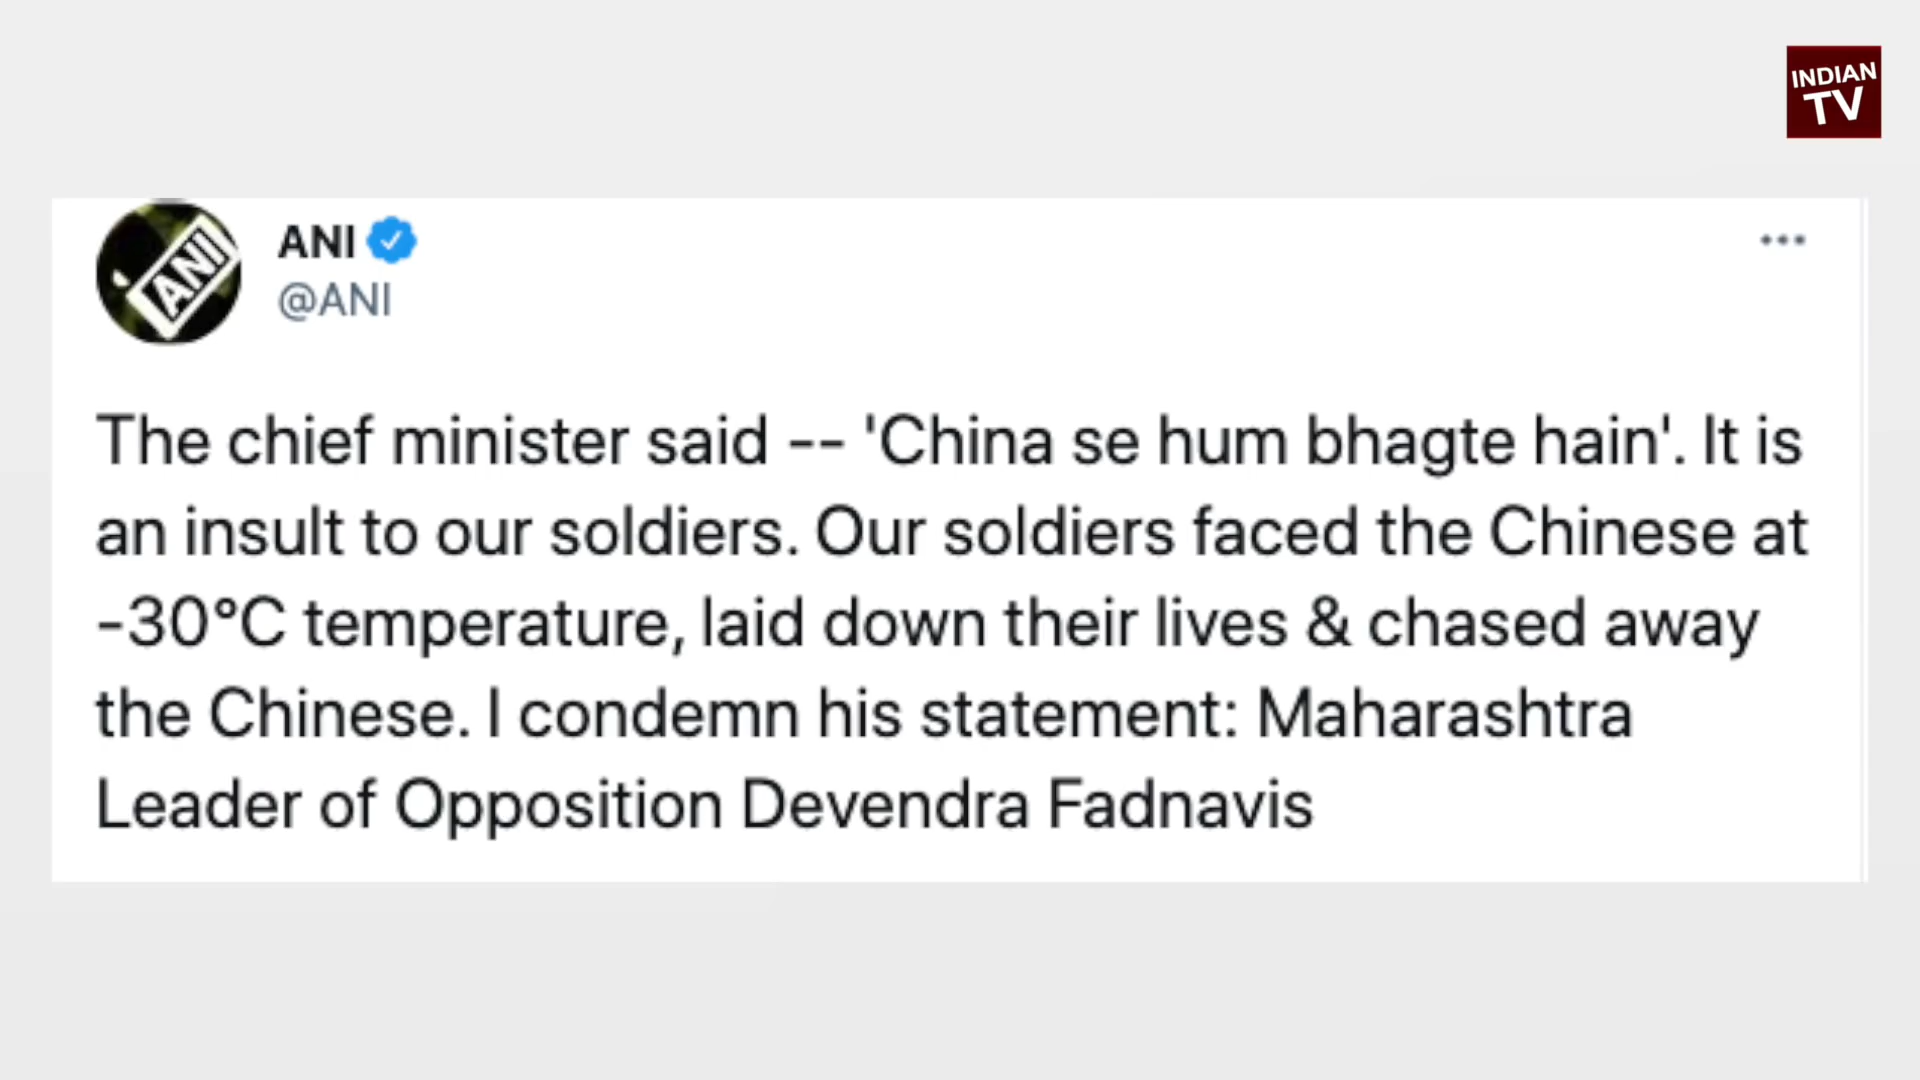 INDIAN
TV
ANI
ANI
@ANI
The chief minister said -- 'China se hum bhagte hain'. It is
an insult to our soldiers. Our soldiers faced the Chinese at
-30°C temperature, laid down their lives & chased away
the Chinese. I condemn his statement: Maharashtra
Leader of Opposition Devendra Fadnavis